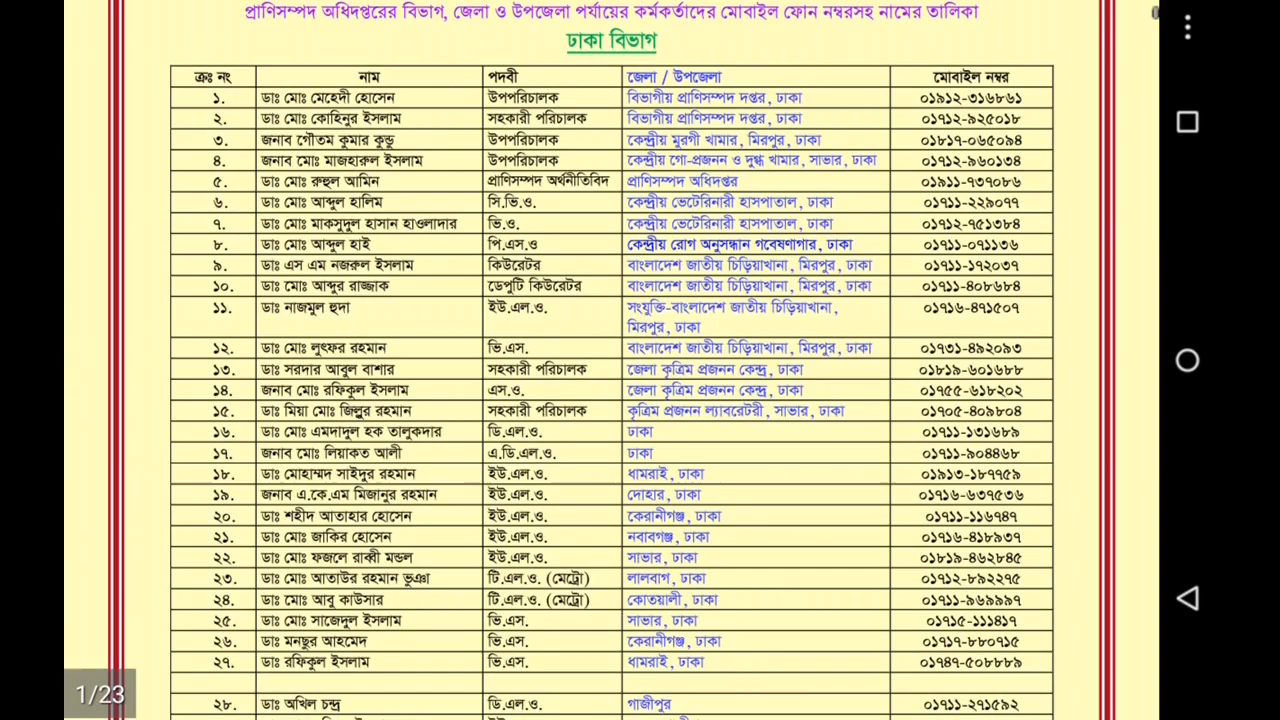 প্রাণিসম্পদ অধিদপ্তরের বিভাগ, জেলা ও উপজেলা পর্যায়ের কর্মকর্তাদের মোবাইল ফোন নম্বরসহ নামের তালিকা
ঢাকা বিভাগ
ক্রঃ নং নাম পদবী জেলা / উপজেলা মোবাইল নম্বর
১. ডাঃ মোঃ মেহেদী হোসেন উপপরিচালক বিভাগীয় প্রাণিসম্পদ দপ্তর, ঢাকা ০১৯১২-৩১৬৮৬১
২. ডাঃ মোঃ কোহিনুর ইসলাম সহকারী পরিচালক বিভাগীয় প্রাণিসম্পদ দপ্তর, ঢাকা ০১৭১২-৯২৫০১৮
৩. জনাব গৌতম কুমার কুন্ডু উপপরিচালক কেন্দ্রীয় মুরগী খামার, মিরপুর, ঢাকা ০১৮১৭-০৬৫০৯৪
৪. জনাব মোঃ মাজহারুল ইসলাম উপপরিচালক কেন্দ্রীয় গো-প্রজনন ও দুগ্ধ খামার, সাভার, ঢাকা ০১৭১২-৯৬০১৩৪
৫. ডাঃ মোঃ রুহুল আমিন প্রাণিসম্পদ অর্থনীতিবিদ প্রাণিসম্পদ অধিদপ্তর ০১৯১১-৭৩৭০৮৬
৬. ডাঃ মোঃ আব্দুল হালিম সি.ভি.ও. কেন্দ্রীয় ভেটেরিনারী হাসপাতাল, ঢাকা ০১৭১১-২২৯০৭৭
৭. ডাঃ মোঃ মাকসুদুল হাসান হাওলাদার ভি.ও. কেন্দ্রীয় ভেটেরিনারী হাসপাতাল, ঢাকা ০১৭১২-৭৫১৩৮৪
৮. ডাঃ মোঃ আব্দুল হাই পি.এস.ও কেন্দ্রীয় রোগ অনুসন্ধান গবেষণাগার, ঢাকা ০১৭১১-০৭১১৩৬
৯. ডাঃ এস এম নজরুল ইসলাম কিউরেটর বাংলাদেশ জাতীয় চিড়িয়াখানা, মিরপুর, ঢাকা ০১৭১১-১৭২০৩৭
১০. ডাঃ মোঃ আব্দুর রাজ্জাক ডেপুটি কিউরেটর বাংলাদেশ জাতীয় চিড়িয়াখানা, মিরপুর, ঢাকা ০১৭১১-৪০৮৬৮৪
১১. ডাঃ নাজমুল হুদা ইউ.এল.ও. সংযুক্তি-বাংলাদেশ জাতীয় চিড়িয়াখানা, ০১৭১৬-৪৭১৫০৭
মিরপুর, ঢাকা
১২. ডাঃ মোঃ লুৎফর রহমান ভি.এস. বাংলাদেশ জাতীয় চিড়িয়াখানা, মিরপুর, ঢাকা ০১৭৩১-৪৯২০৯৩
১৩. ডাঃ সরদার আবুল বাশার সহকারী পরিচালক জেলা কৃত্রিম প্রজনন কেন্দ্র, ঢাকা ০১৮১৯-৬০১৬৮৮
১৪. জনাব মোঃ রফিকুল ইসলাম এস.ও. জেলা কৃত্রিম প্রজনন কেন্দ্র, ঢাকা ০১৭৫৫-৬১৮২০২
১৫. ডাঃ মিয়া মোঃ জিল্লুর রহমান সহকারী পরিচালক কৃত্রিম প্রজনন ল্যাবরেটরী, সাভার, ঢাকা ০১৭০৫-৪০৯৮০৪
১৬. ডাঃ মোঃ এমদাদুল হক তালুকদার ডি.এল.ও. ঢাকা ০১৭১১-১৩১৬৮৯
১৭. জনাব মোঃ লিয়াকত আলী এ.ডি.এল.ও. ঢাকা ০১৭১১-৯০৪৪৬৮
১৮. ডাঃ মোহাম্মদ সাইদুর রহমান ইউ.এল.ও. ধামরাই, ঢাকা ০১৯১৩-১৮৭৭৫৯
১৯. জনাব এ.কে.এম মিজানুর রহমান ইউ.এল.ও. দোহার, ঢাকা ০১৭১৬-৬৩৭৫৩৬
২০. ডাঃ শহীদ আতাহার হোসেন ইউ.এল.ও. কেরানীগঞ্জ, ঢাকা ০১৭১১-১১৬৭৪৭
২১. ডাঃ মোঃ জাকির হোসেন ইউ.এল.ও. নবাবগঞ্জ, ঢাকা ০১৭১৬-৪১৮৯৩৭
২২. ডাঃ মোঃ ফজলে রাব্বী মন্ডল ইউ.এল.ও. সাভার, ঢাকা ০১৮১৯-৪৬২৮৪৫
২৩. ডাঃ মোঃ আতাউর রহমান ভুঞা টি.এল.ও. (মেট্রো) লালবাগ, ঢাকা ০১৭১২-৮৯২২৭৫
২৪. ডাঃ মোঃ আবু কাউসার টি.এল.ও. (মেট্রো) কোতয়ালী, ঢাকা ০১৭১১-৯৬৯৯৯৭
২৫. ডাঃ মোঃ সাজেদুল ইসলাম ভি.এস. সাভার, ঢাকা ০১৭১৫-১১১৪১৭
২৬. ডাঃ মনছুর আহমেদ ভি.এস. কেরানীগঞ্জ, ঢাকা ০১৭১৭-৮৮০৭১৫
২৭. ডাঃ রফিকুল ইসলাম ভি.এস. ধামরাই, ঢাকা ০১৭৪৭-৫০৮৮৮৯
২৮. ডাঃ অখিল চন্দ্র ডি.এল.ও. গাজীপুর ০১৭১১-২৭১৫৯২
1/23